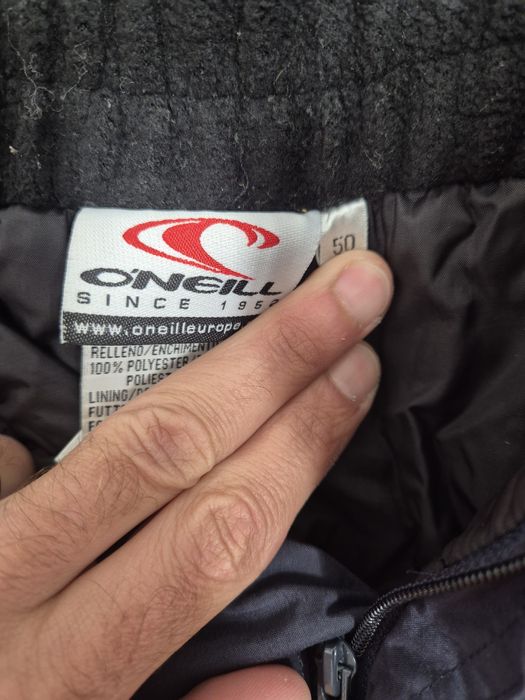 O'NEILL
SINCE 195
www.oneilleurope
50
RELLENO/ENCHIMENT
100% POLYESTER
POLIEST
LINING/
FUTT